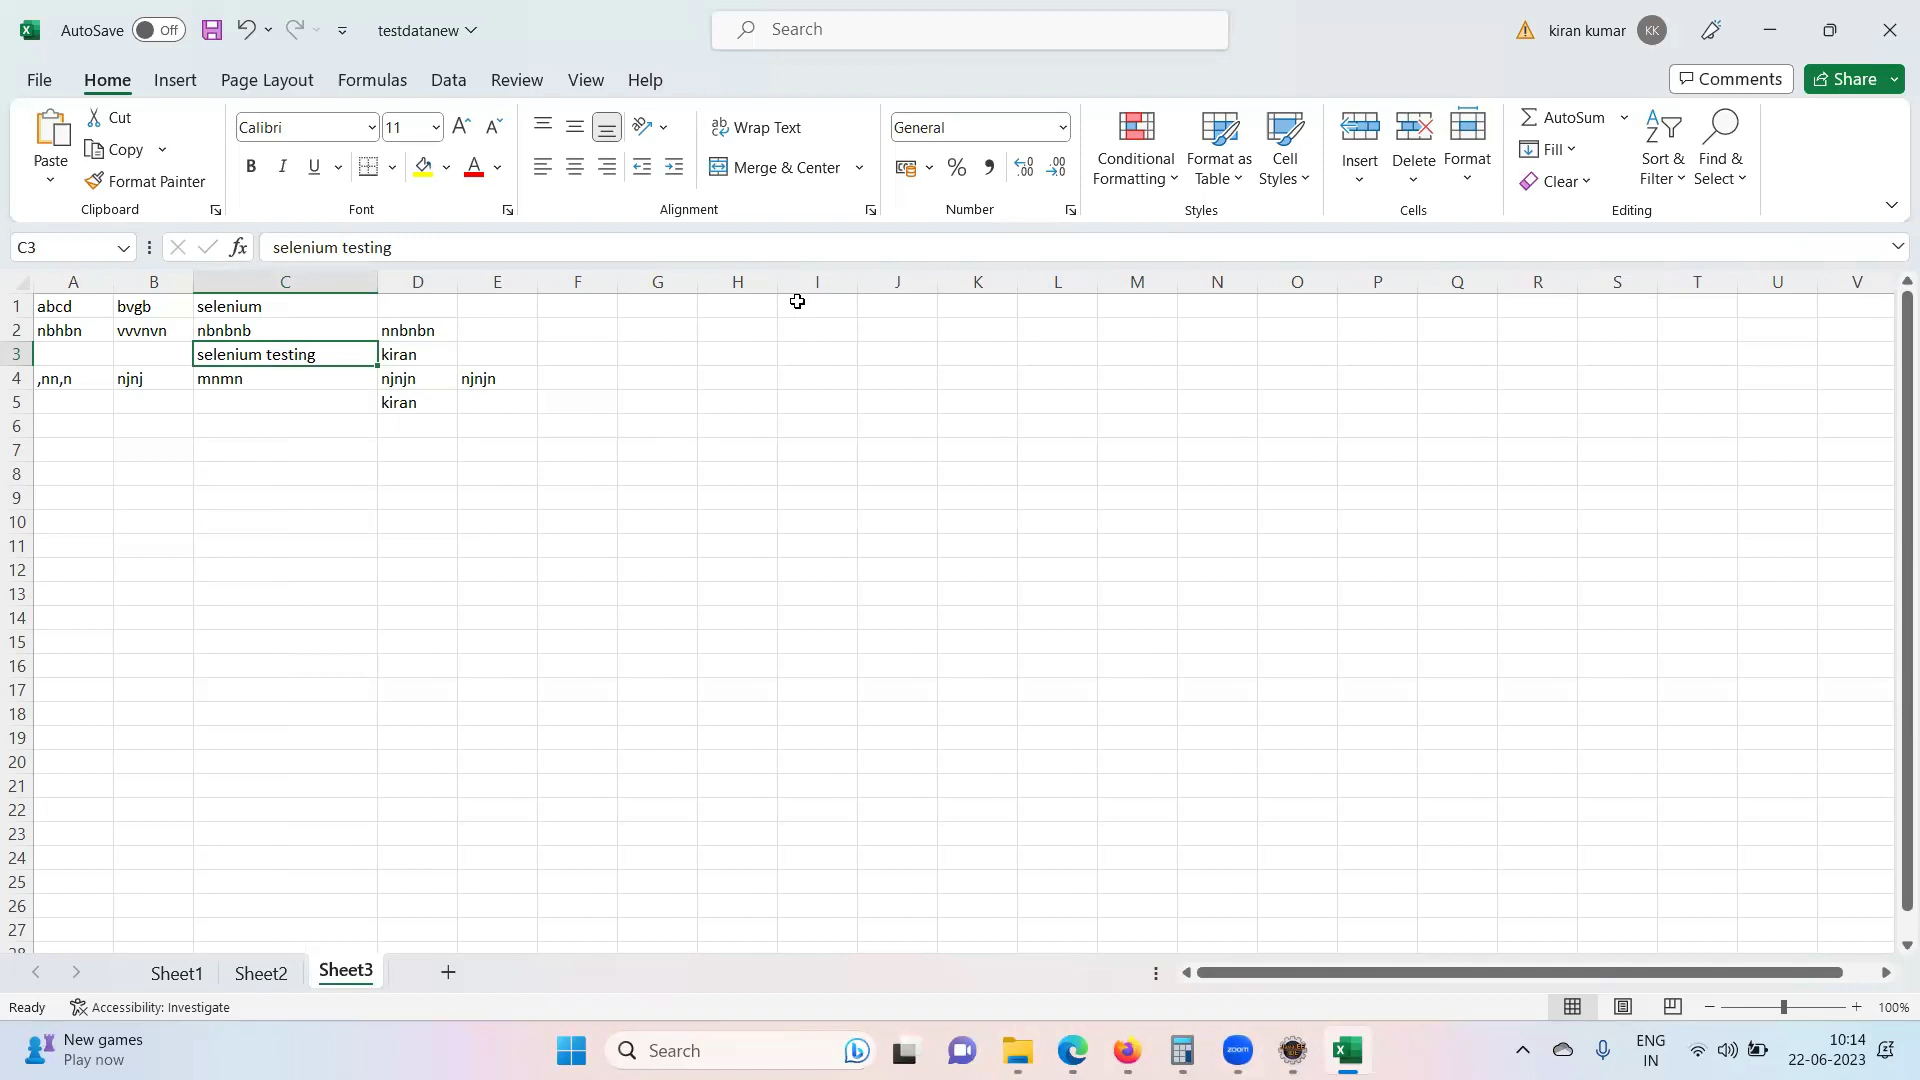 AutoSave Off testdatanew Search kiran kumar KK
File Home Insert Page Layout Formulas Data Review View Help Comments Share
Paste Cut Copy Format Painter Clipboard
Calibri 11 A A B I U A Font
ab Wrap Text Merge & Center Alignment
General % Number
Conditional Formatting Format as Table Cell Styles Styles
Insert Delete Format Cells
AutoSum Fill Clear Sort & Filter Find & Select Editing
C3 fx selenium testing
A B C D E F G H I J K L M N O P Q R S T U V
1 abcd bvgb selenium
2 nbhbn vvvnvn nbnbnb nnbnbn
3 selenium testing kiran
4 ,nn,n njnj mnmn njnjn njnjn
5 kiran
6
7
8
9
10
11
12
13
14
15
16
17
18
19
20
21
22
23
24
25
26
27
28
Sheet1 Sheet2 Sheet3
Ready Accessibility: Investigate 100%
New games
Play now
Search zoom ENG
IN
10:14
22-06-2023